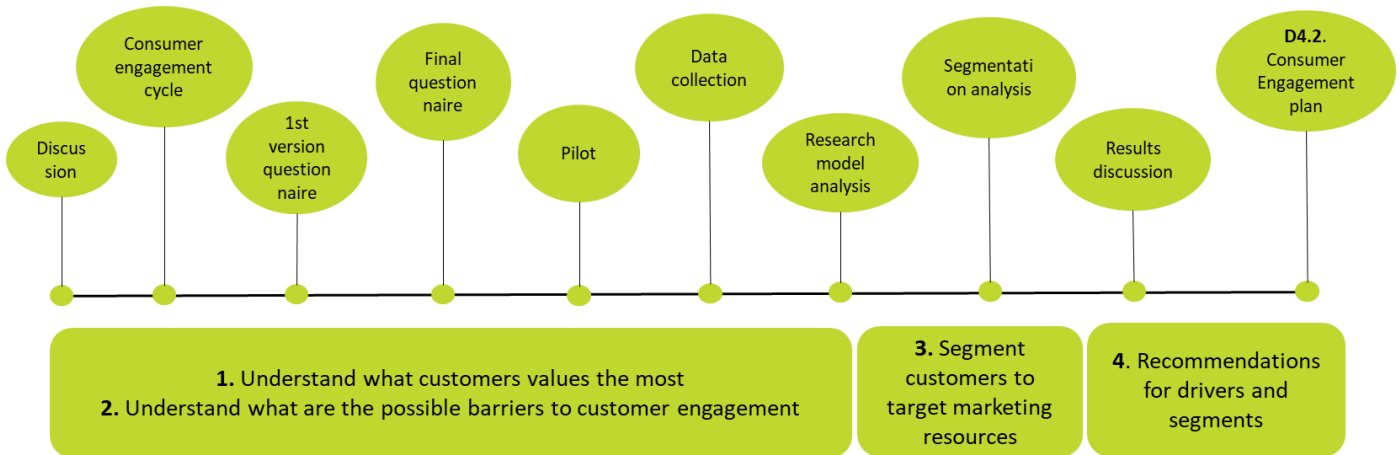 Discus
sion
Consumer
engagement
cycle
1st
version
question
naire
Final
question
naire
Pilot
Data
collection
Research
model
analysis
Segmentati
on analysis
Results
discussion
D4.2.
Consumer
Engagement
plan
1. Understand what customers values the most
2. Understand what are the possible barriers to customer engagement
3. Segment
customers to
target marketing
resources
4. Recommendations
for drivers and
segments